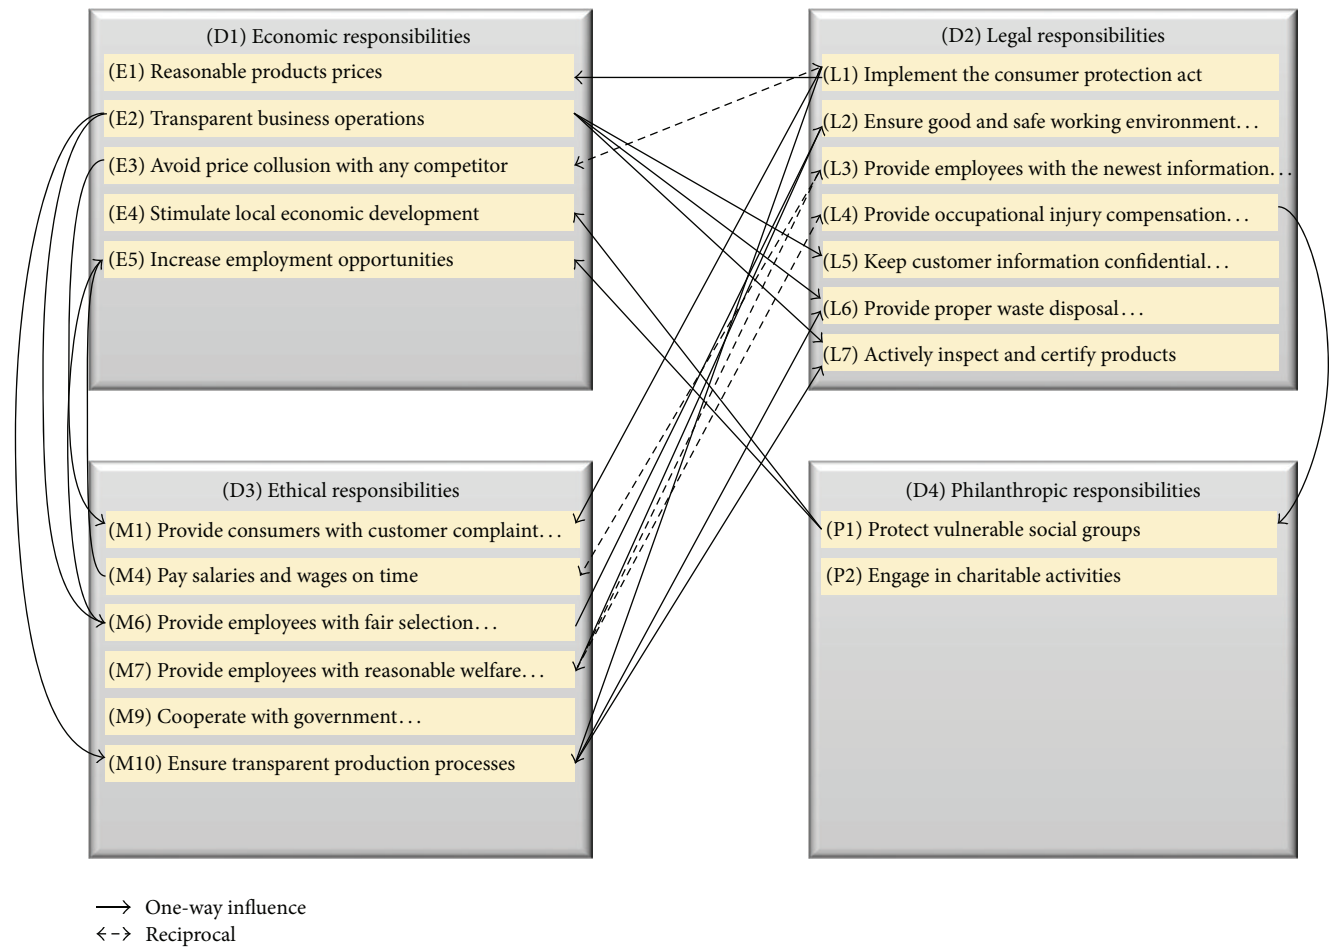 (D1) Economic responsibilities
(E1) Reasonable products prices
(E2) Transparent business operations
(E3) Avoid price collusion with any competitor
(E4) Stimulate local economic development
(E5) Increase employment opportunities
(D2) Legal responsibilities
(L1) Implement the consumer protection act
(L2) Ensure good and safe working environment...
(L3) Provide employees with the newest information...
(L4) Provide occupational injury compensation...
(L5) Keep customer information confidential...
(L6) Provide proper waste disposal...
(L7) Actively inspect and certify products
(D3) Ethical responsibilities
(M1) Provide consumers with customer complaint...
(M4) Pay salaries and wages on time
(M6) Provide employees with fair selection...
(M7) Provide employees with reasonable welfare...
(M9) Cooperate with government...
(M10) Ensure transparent production processes
(D4) Philanthropic responsibilities
(P1) Protect vulnerable social groups
(P2) Engage in charitable activities
One-way influence
Reciprocal